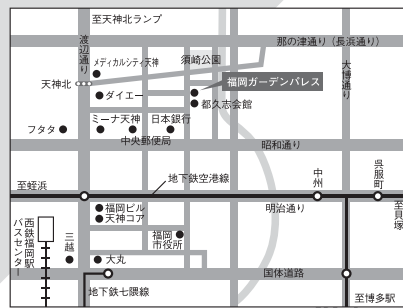 至天神北ランプ
渡辺通り
那の津通り（長浜通り）
メディカルシティ天神
須崎公園
大博通り
天神北
福岡ガーデンパレス
ダイエー
都久志会館
フタタ
ミーナ天神
日本銀行
中央郵便局
昭和通り
至姪浜
地下鉄空港線
中州
呉服町
福岡ビル
天神コア
明治通り
至貝塚
福岡
市役所
西鉄福岡駅
バスセンター
三越
大丸
国体道路
地下鉄七隈線
至博多駅